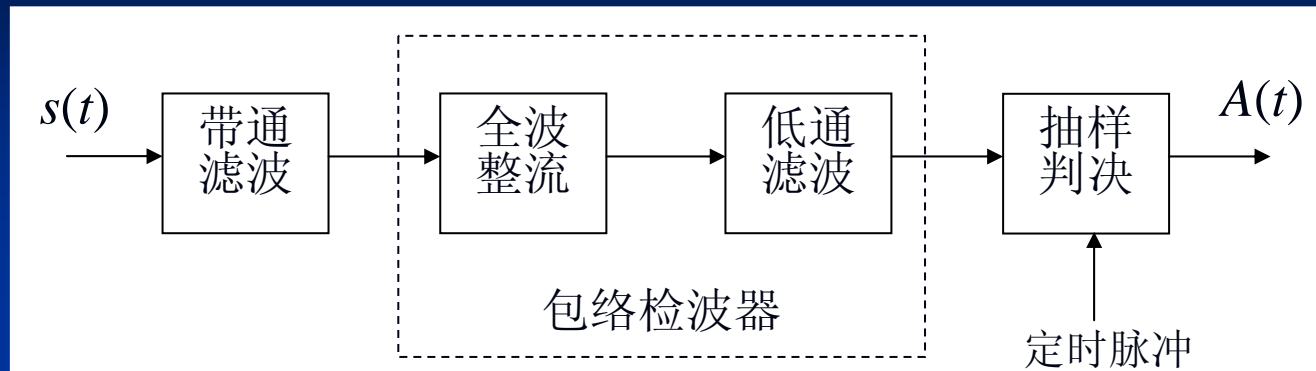 s(t)
带通
滤波
全波
整流
低通
滤波
抽样
判决
A(t)
包络检波器
定时脉冲